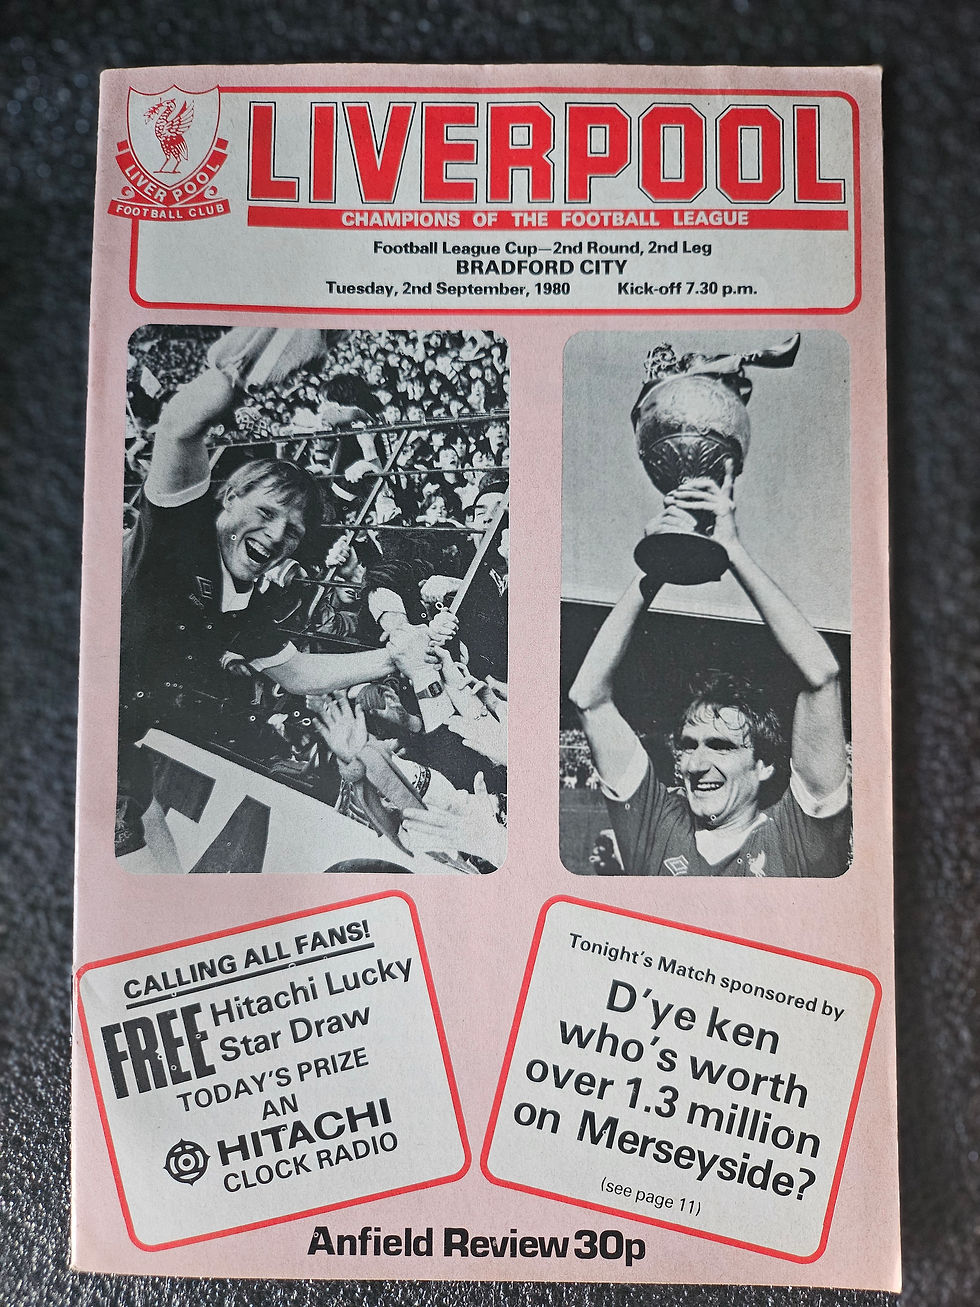 LIVERPOOL
FOOTBALL CLUB
LIVERPOOL
CHAMPIONS OF THE FOOTBALL LEAGUE
Football League Cup—2nd Round, 2nd Leg
BRADFORD CITY
Tuesday, 2nd September, 1980 Kick-off 7.30 p.m.
CALLING ALL FANS!
FREE Hitachi Lucky
Star Draw
TODAY'S PRIZE
AN
HITACHI
CLOCK RADIO
Tonight's Match sponsored by
D'ye ken
who's worth
over 1.3 million
on Merseyside?
(see page 11)
Anfield Review 30p